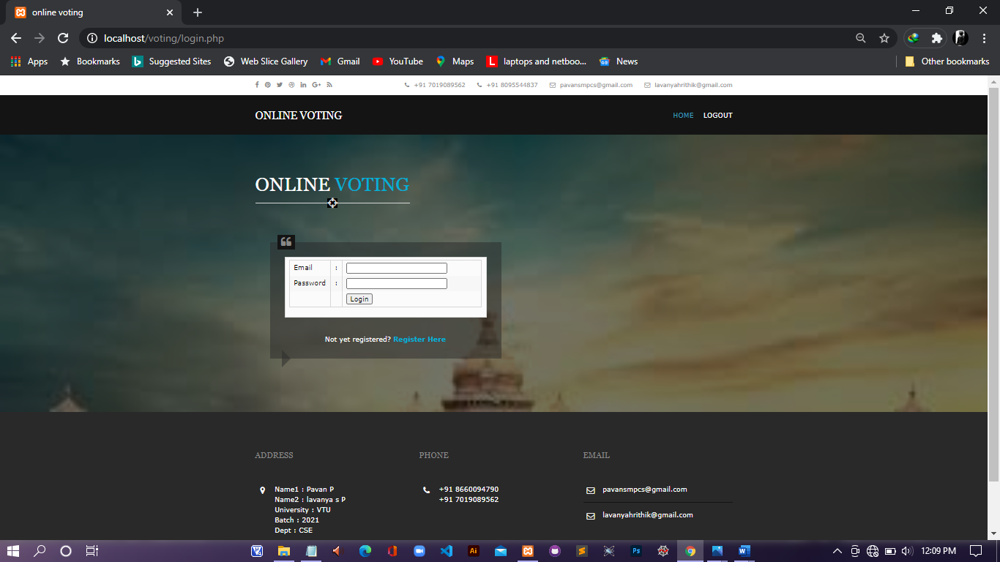 online voting
localhost/voting/login.php
Apps Bookmarks Suggested Sites Web Slice Gallery Gmail YouTube Maps laptops and netboo... News Other bookmarks
+91 7019089562 +91 8095544837 pavansmpcs@gmail.com lavanyahrithik@gmail.com
ONLINE VOTING HOME LOGOUT
ONLINE VOTING
Email :
Password :
Login
Not yet registered? Register Here
ADDRESS PHONE EMAIL
Name1 : Pavan P +91 8660094790 pavansmpcs@gmail.com
Name2 : lavanya s P +91 7019089562
University : VTU
Batch : 2021 lavanyahrithik@gmail.com
Dept : CSE
12:09 PM